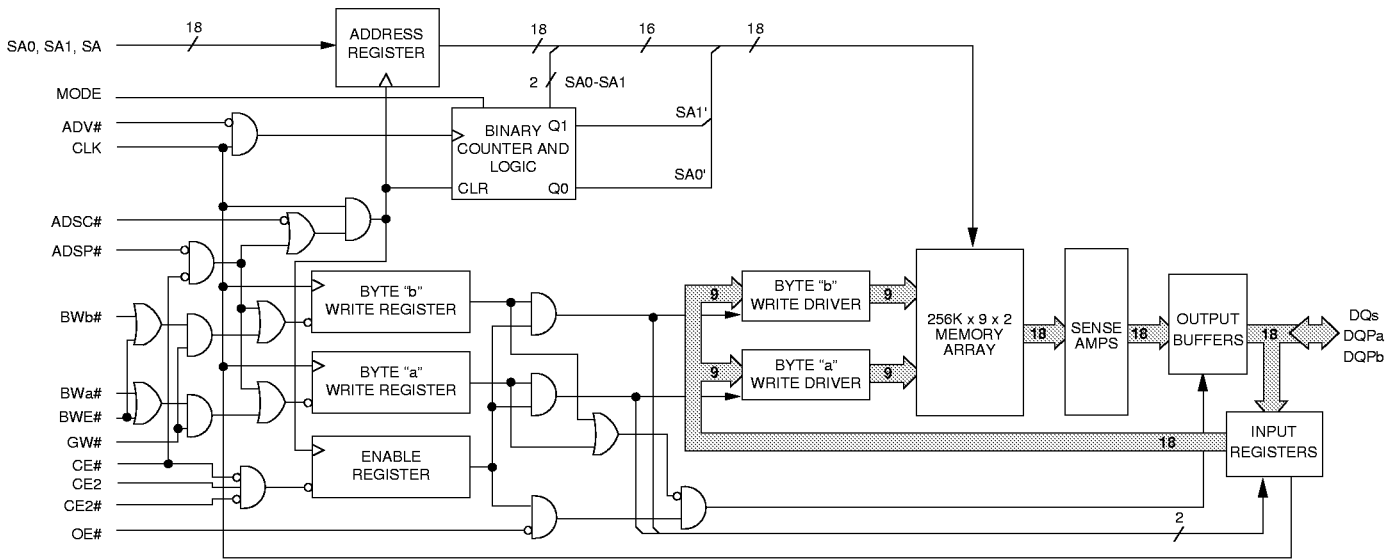 18
SA0, SA1, SA
ADDRESS
REGISTER
18
16
18
2
SA0-SA1
MODE
ADV#
CLK
BINARY
COUNTER AND
LOGIC
Q1
CLR
Q0
SA1'
SA0'
ADSC#
ADSP#
BWb#
BWa#
BWE#
GW#
CE#
CE2
CE2#
OE#
BYTE “b”
WRITE REGISTER
BYTE “a”
WRITE REGISTER
ENABLE
REGISTER
9
BYTE “b”
WRITE DRIVER
9
9
BYTE “a”
WRITE DRIVER
9
256K x 9 x 2
MEMORY
ARRAY
18
SENSE
AMPS
18
OUTPUT
BUFFERS
18
DQs
DQPa
DQPb
18
INPUT
REGISTERS
2